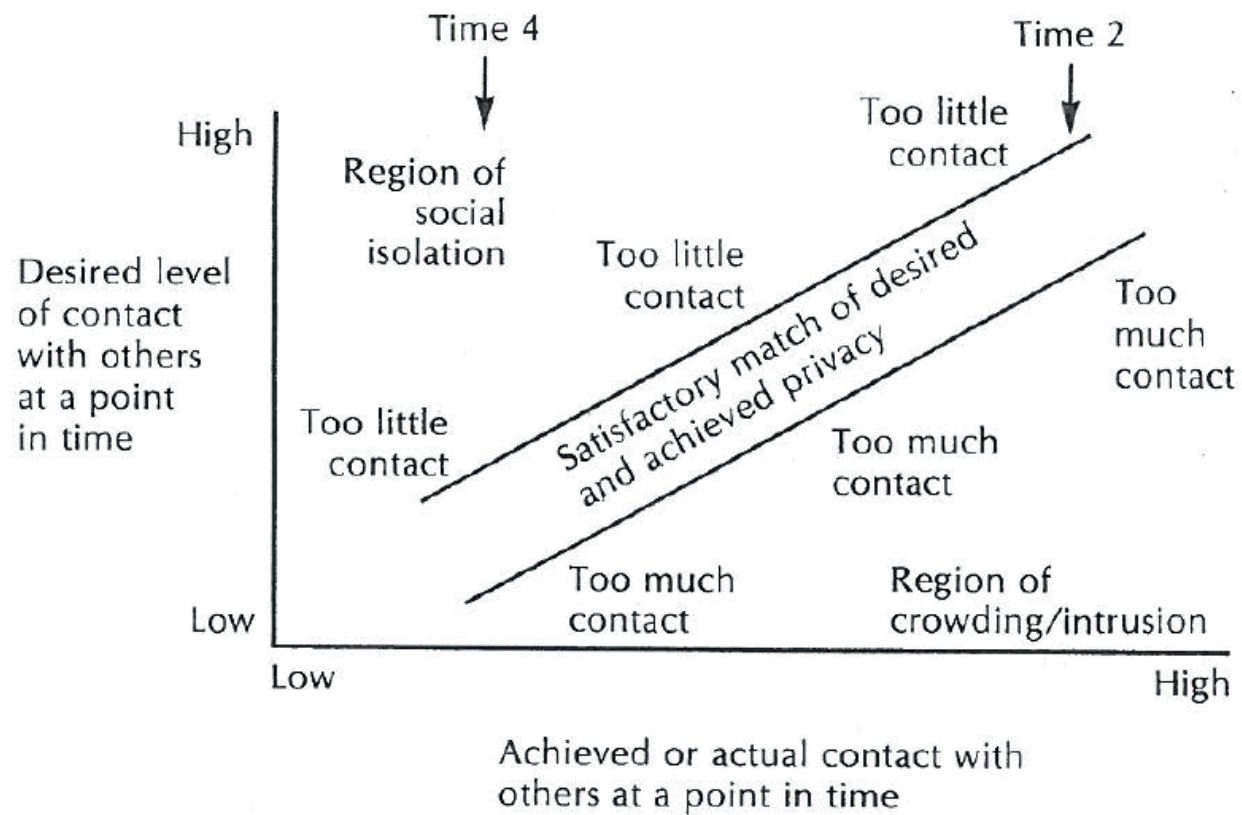 Time 4
Time 2
High
Too little
contact
Region of
social
isolation
Too little
contact
Desired level
of contact
with others
at a point
in time
Satisfactory match of desired
and achieved privacy
Too
much
contact
Too little
contact
Too much
contact
Too much
contact
Region of
crowding/intrusion
Low
Low
High
Achieved or actual contact with
others at a point in time